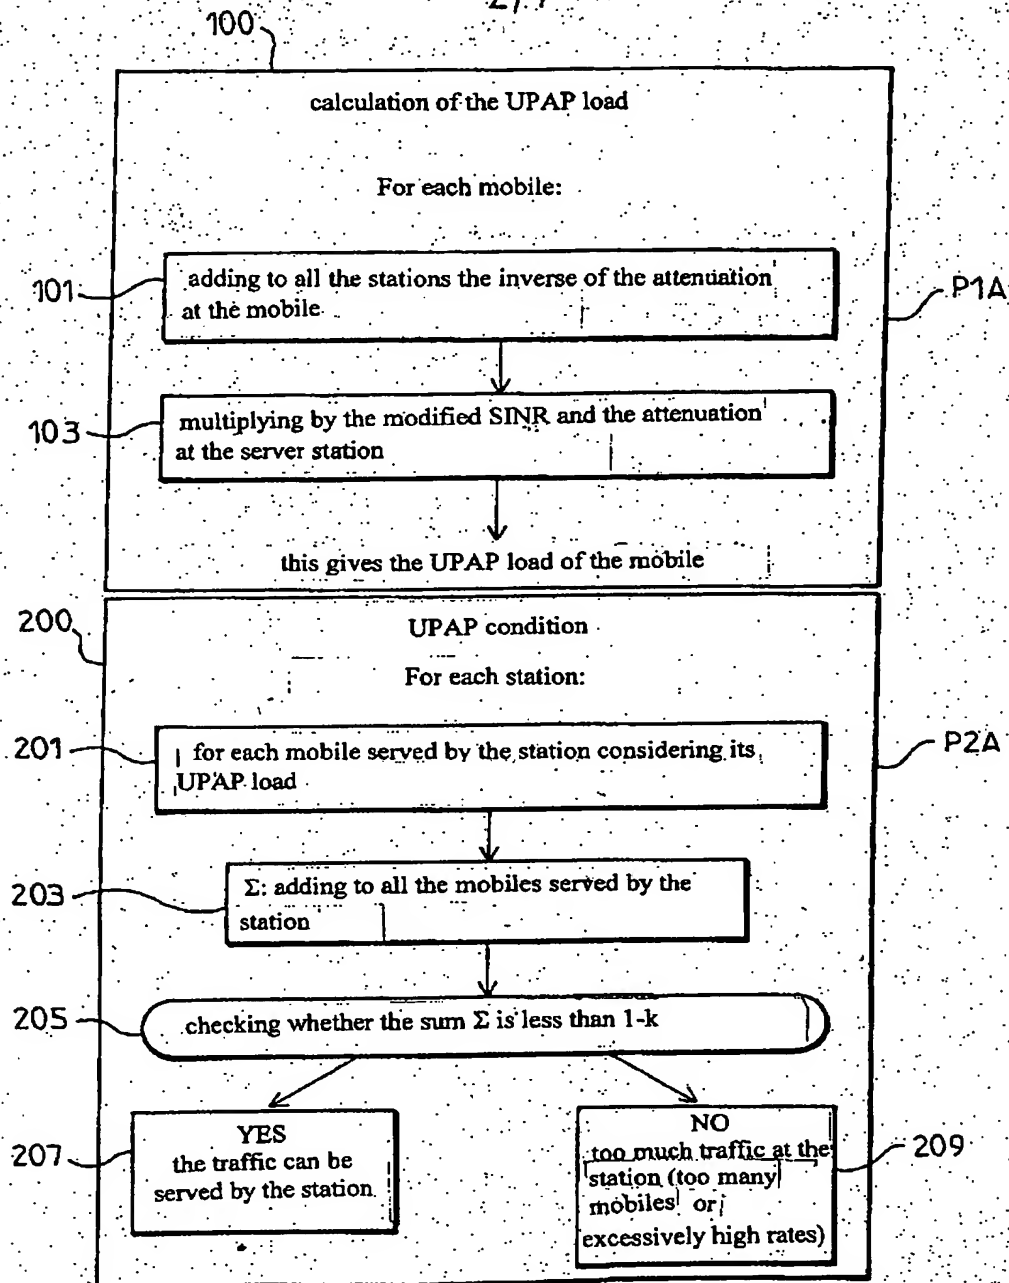 2/7
100
calculation of the UPAP load
For each mobile:
101
adding to all the stations the inverse of the attenuation
at the mobile
P1A
103
multiplying by the modified SINR and the attenuation
at the server station
this gives the UPAP load of the mobile
200
UPAP condition
For each station:
201
for each mobile served by the station considering its
UPAP load
P2A
203
Σ: adding to all the mobiles served by the
station
205
checking whether the sum Σ is less than 1-k
207
YES
the traffic can be
served by the station
NO
too much traffic at the
station (too many
mobiles or
excessively high rates)
209